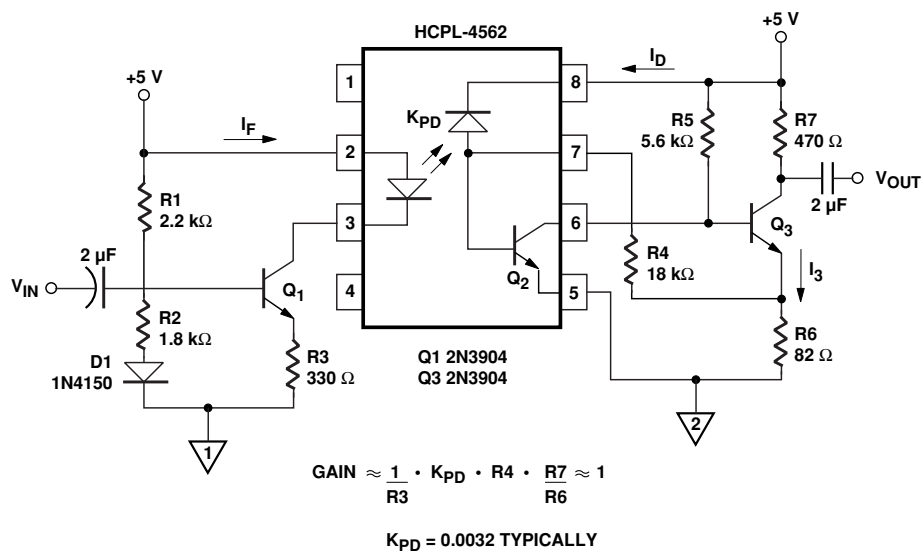 HCPL-4562
+5 V
+5 V
I_F
I_D
1
2
3
4
8
7
6
5
K_PD
R5
5.6 kΩ
R7
470 Ω
V_OUT
2 µF
R1
2.2 kΩ
2 µF
V_IN
Q_1
Q_2
Q_3
R4
18 kΩ
I_3
R2
1.8 kΩ
D1
1N4150
R3
330 Ω
R6
82 Ω
Q1 2N3904
Q3 2N3904
1
2
GAIN ≈ 1/R3 • K_PD • R4 • R7/R6 ≈ 1
K_PD = 0.0032 TYPICALLY